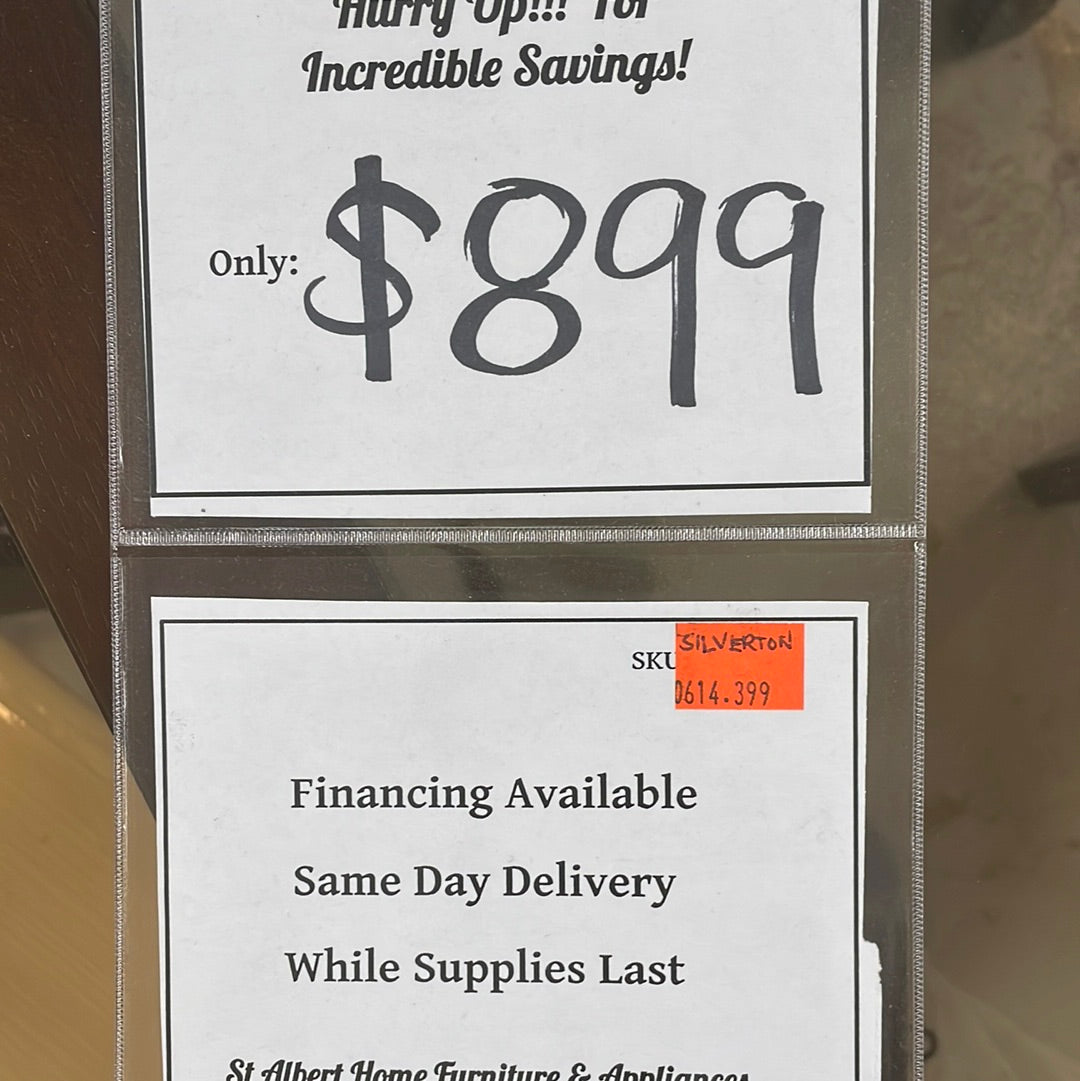 Hurry Up!!! for
Incredible Savings!
Only: $899
SILVERTON
SKU 0614.399
Financing Available
Same Day Delivery
While Supplies Last
St Albert Home Furniture & Appliances